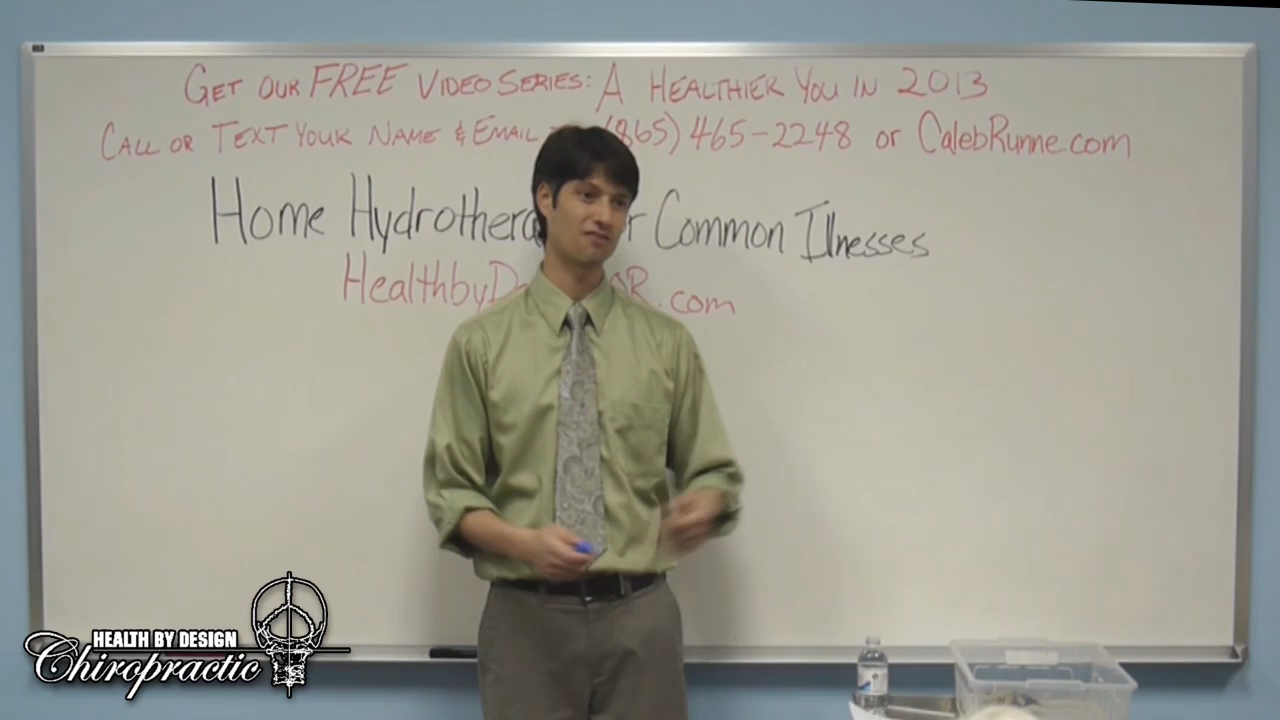 GET OUR FREE VIDEO SERIES: A HEALTHIER YOU IN 2013
CALL OR TEXT YOUR NAME & EMAIL (865) 465-2248 or CalebRunne.com
Home Hydrothera r Common Illnesses
HealthbyD R.com
HEALTH BY DESIGN
Chiropractic